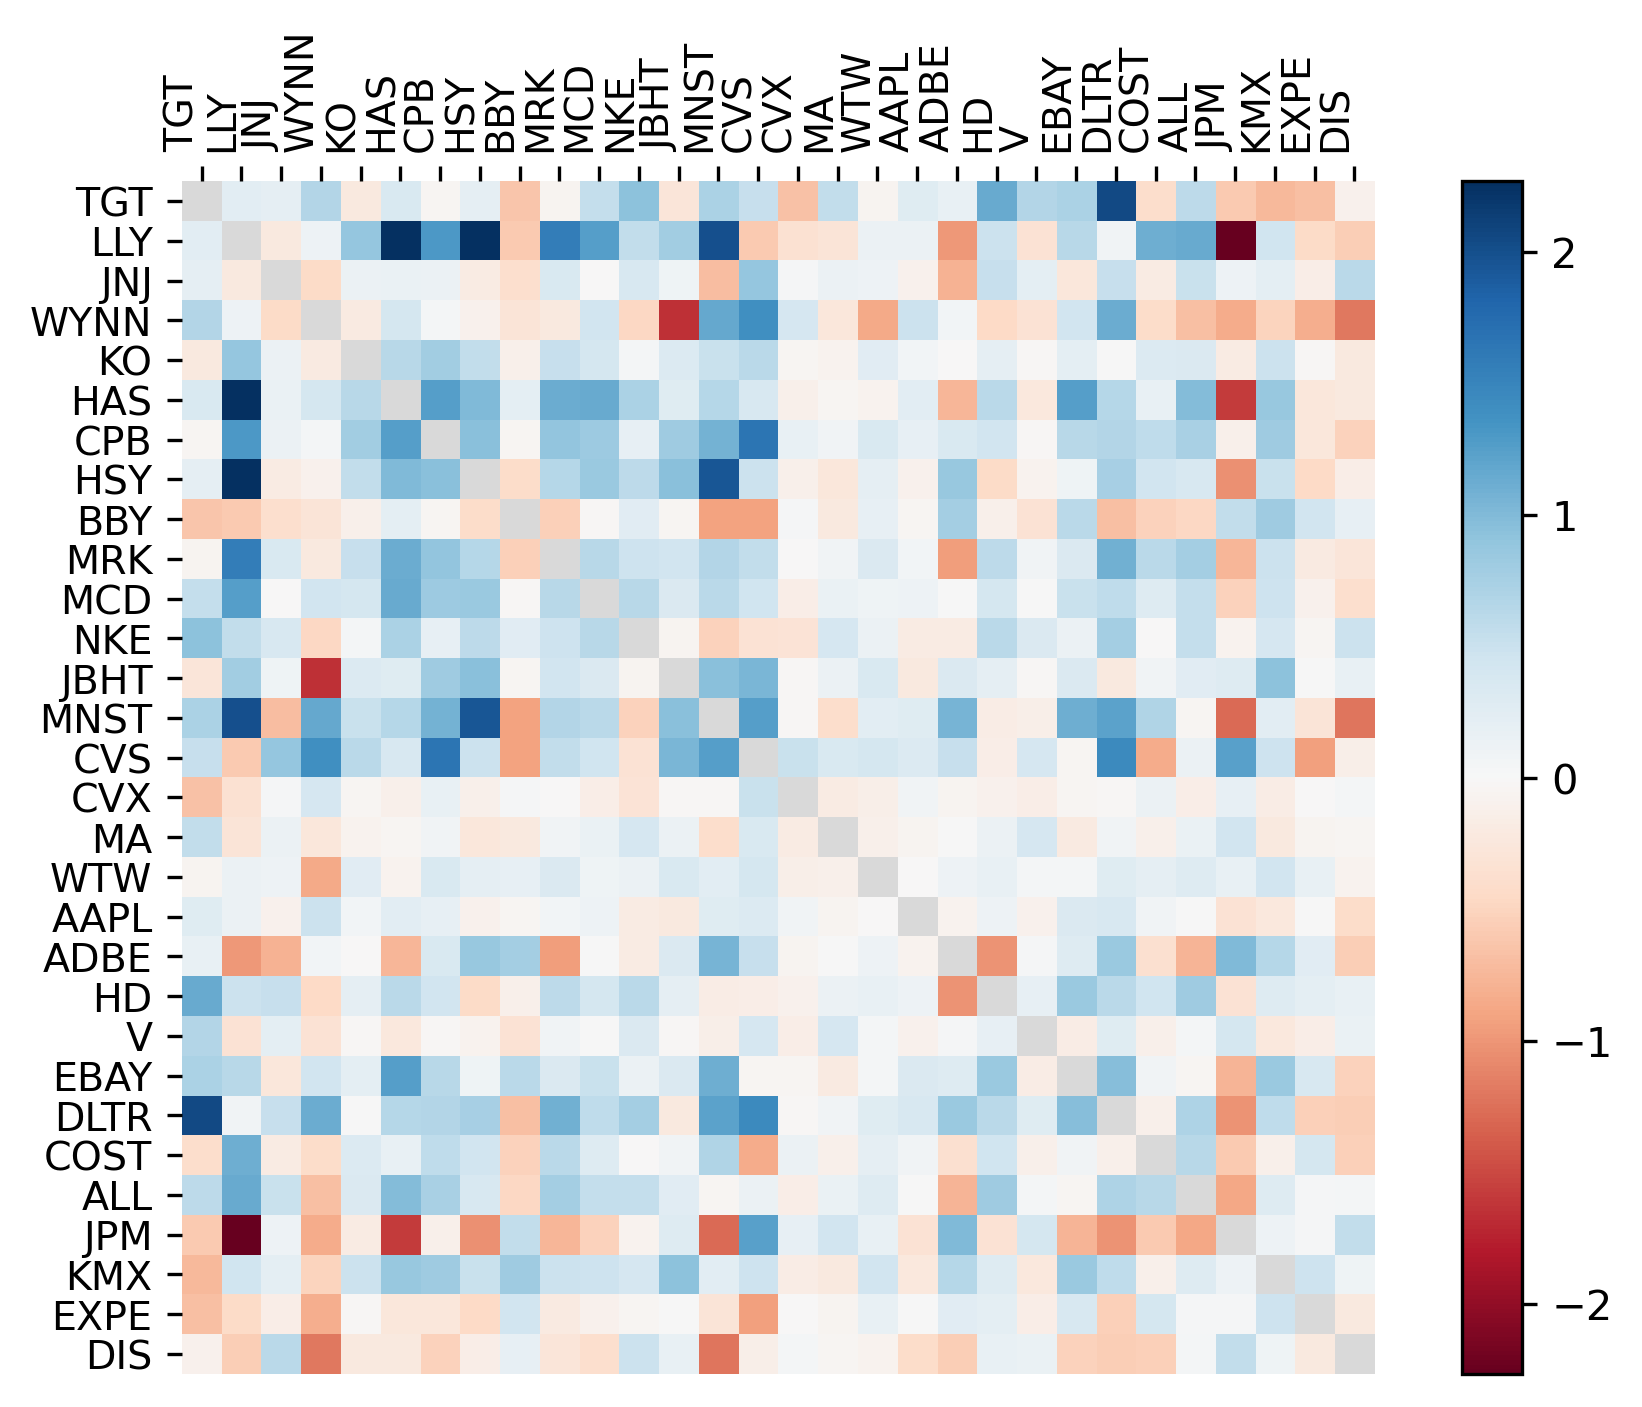 TGT LLY JNJ WYNN KO HAS CPB HSY BBY MRK MCD NKE JBHT MNST CVS CVX MA WTW AAPL ADBE HD V EBAY DLTR COST ALL JPM KMX EXPE DIS
TGT
LLY
JNJ
WYNN
KO
HAS
CPB
HSY
BBY
MRK
MCD
NKE
JBHT
MNST
CVS
CVX
MA
WTW
AAPL
ADBE
HD
V
EBAY
DLTR
COST
ALL
JPM
KMX
EXPE
DIS
2
1
0
−1
−2